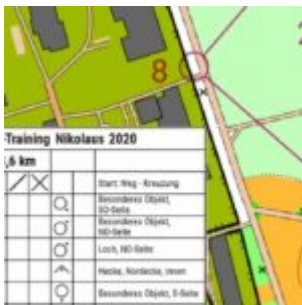 8
-Training Nikolaus 2020
,6 km
Start: Weg - Kreuzung
Besonderes Objekt,
SO-Seite
Besonderes Objekt,
NO-Seite
Loch, NO-Seite
Hecke, Nordecke, innen
Besonderes Objekt, S-Seite